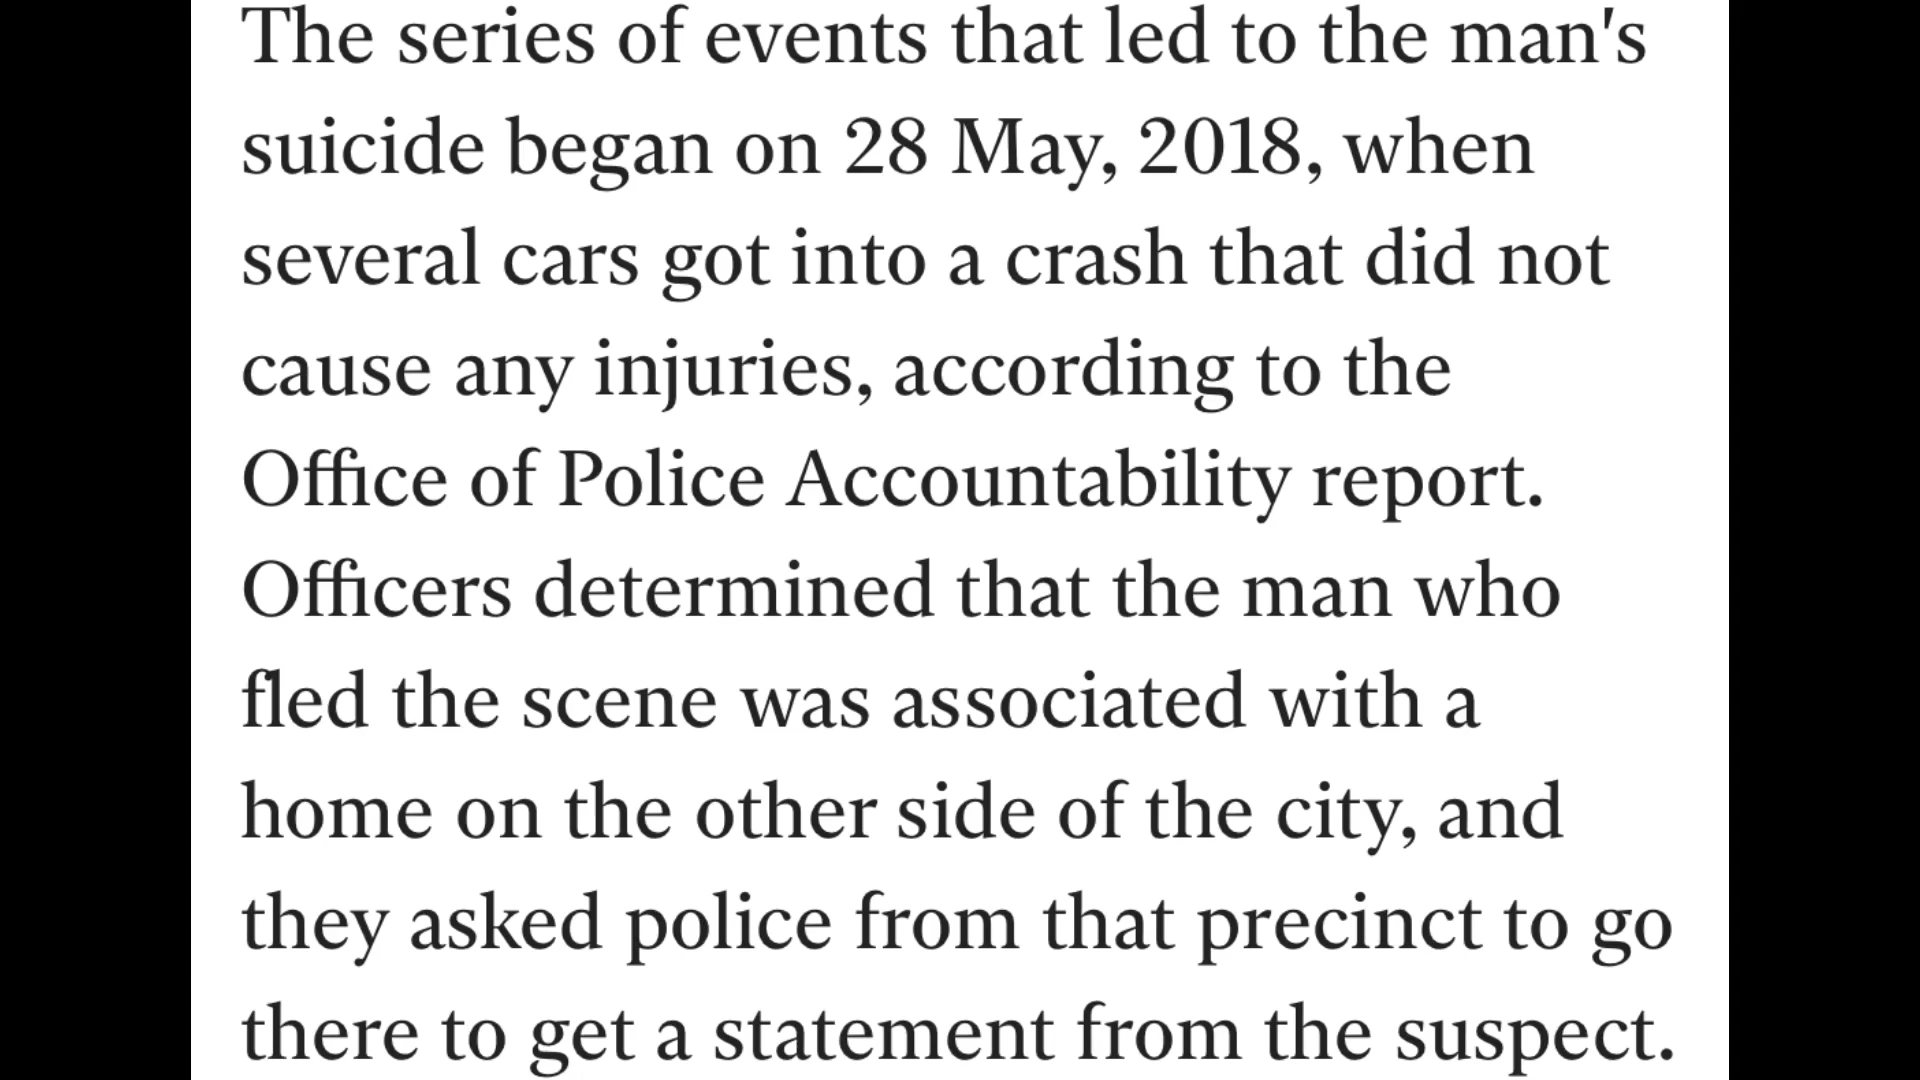 The series of events that led to the man's
suicide began on 28 May, 2018, when
several cars got into a crash that did not
cause any injuries, according to the
Office of Police Accountability report.
Officers determined that the man who
fled the scene was associated with a
home on the other side of the city, and
they asked police from that precinct to go
there to get a statement from the suspect.